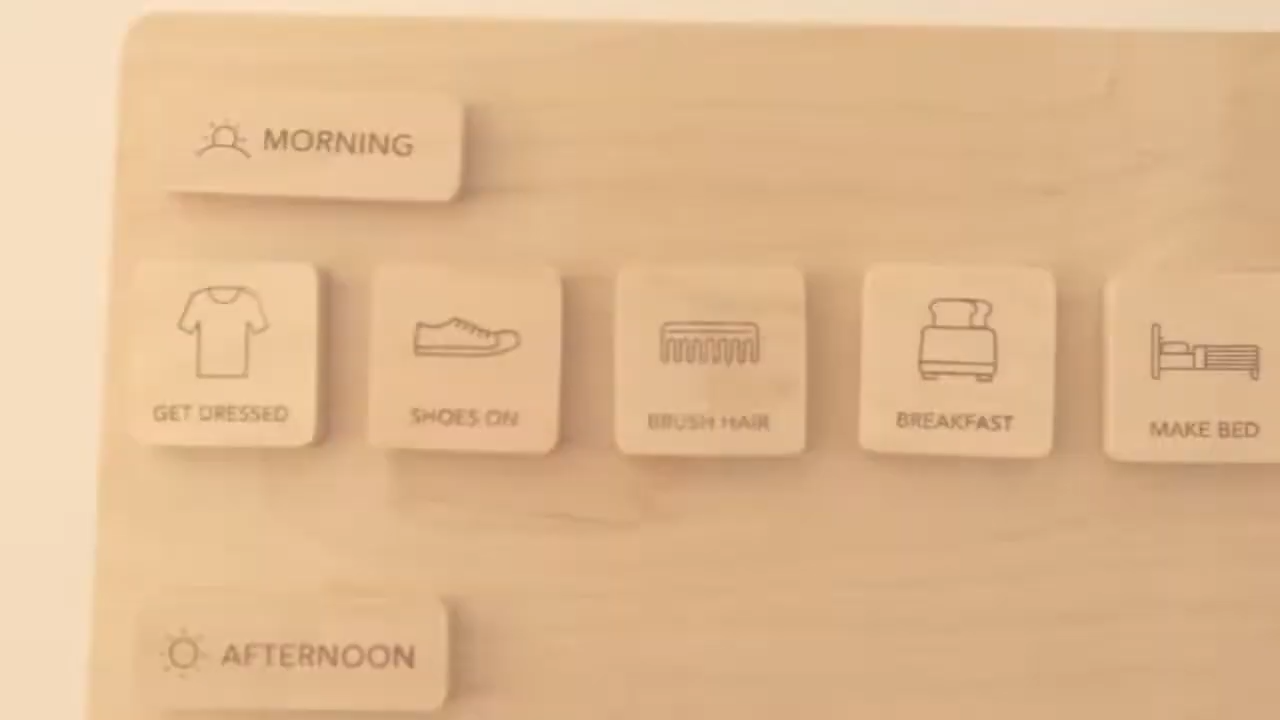 MORNING
GET DRESSED
SHOES ON
BRUSH HAIR
BREAKFAST
MAKE BED
AFTERNOON